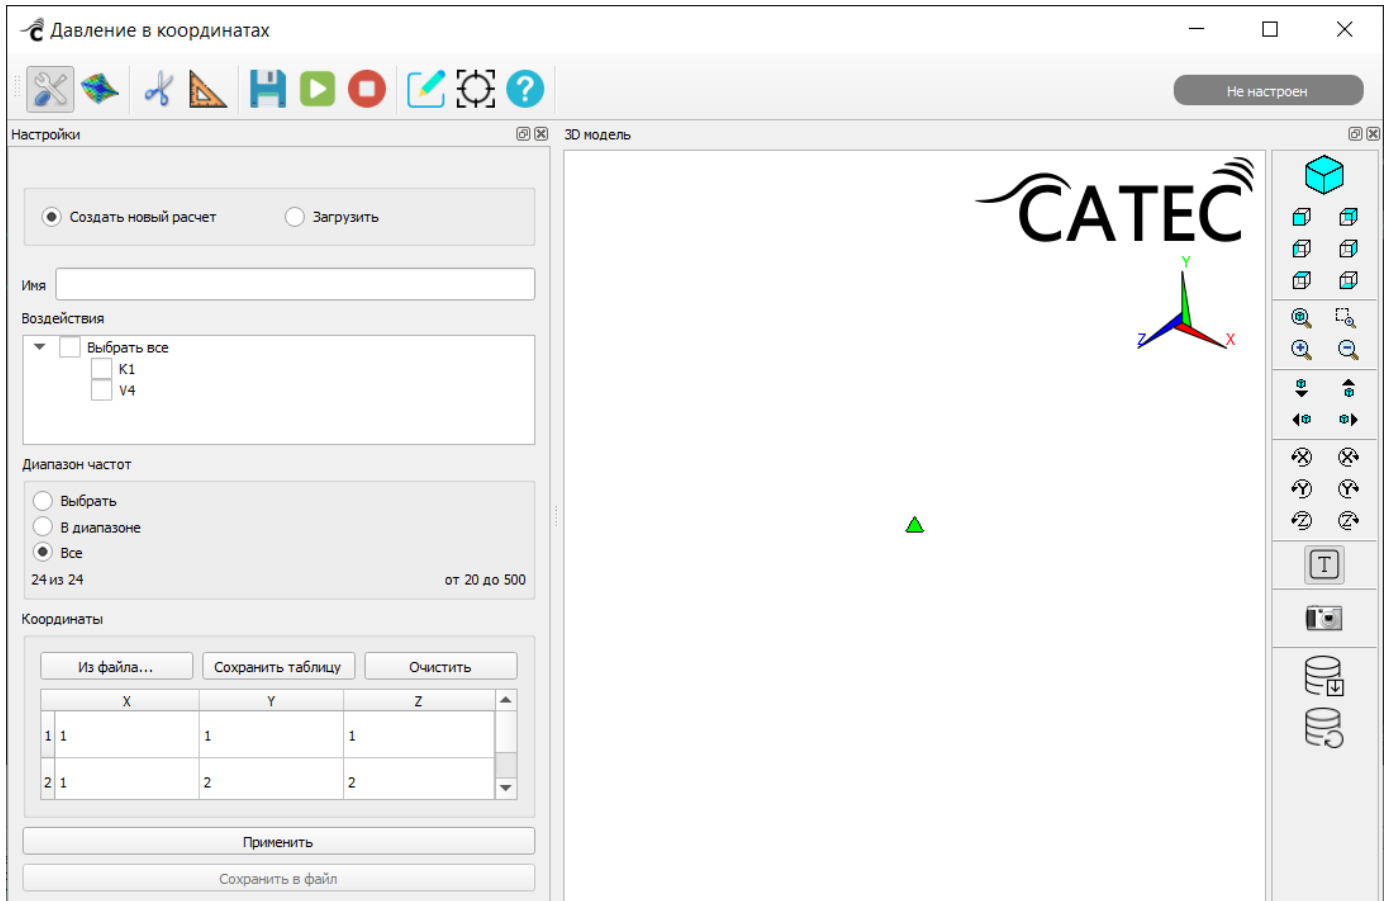 Давление в координатах
Не настроен
Настройки
3D модель
CATEC
Создать новый расчет
Загрузить
Имя
Воздействия
Выбрать все
K1
V4
Диапазон частот
Выбрать
В диапазоне
Все
24 из 24
от 20 до 500
Координаты
Из файла...
Сохранить таблицу
Очистить
X Y Z
1 1 1 1
2 1 2 2
Применить
Сохранить в файл
Y
Z
X
X X
Y Y
Z Z
T